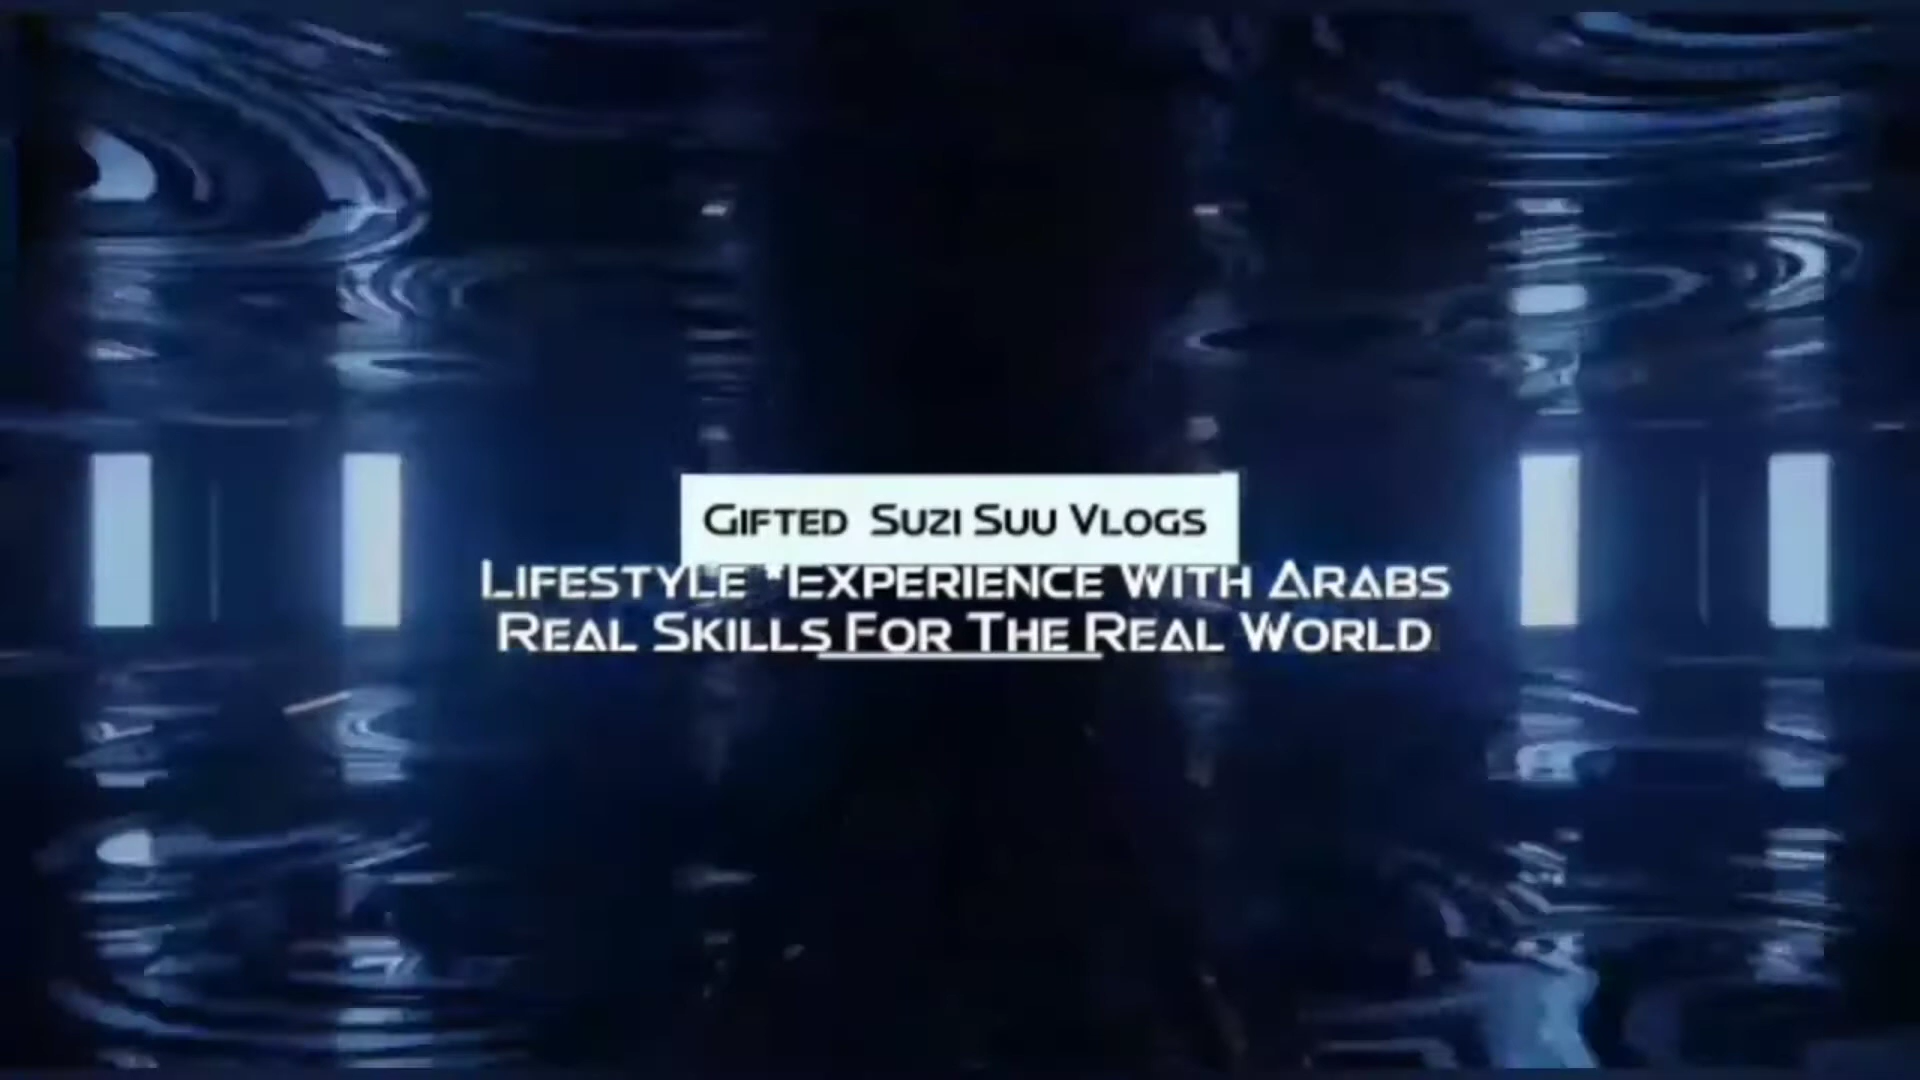 Gifted Suzi Suu Vlogs
Lifestyle "Experience With Arabs
Real Skills For The Real World